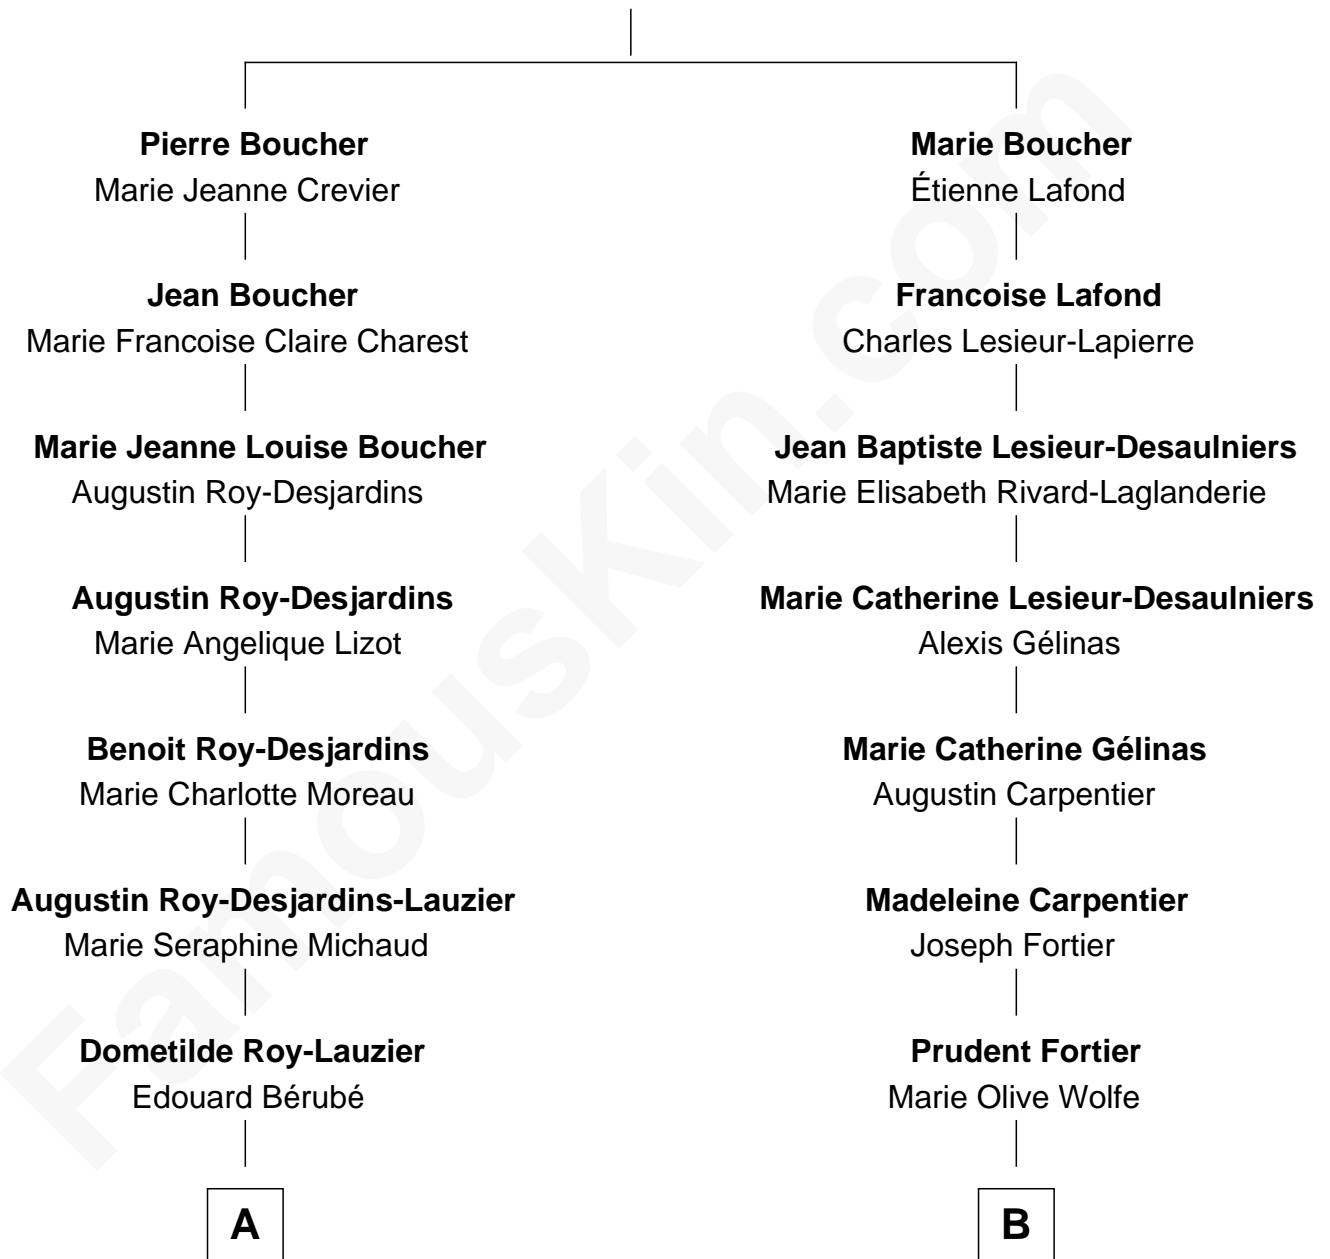 Pierre Boucher
Marie Jeanne Crevier
Jean Boucher
Marie Francoise Claire Charest
Marie Jeanne Louise Boucher
Augustin Roy-Desjardins
Augustin Roy-Desjardins
Marie Angelique Lizot
Benoit Roy-Desjardins
Marie Charlotte Moreau
Augustin Roy-Desjardins-Lauzier
Marie Seraphine Michaud
Dometilde Roy-Lauzier
Edouard Bérubé
A
Marie Boucher
Étienne Lafond
Francoise Lafond
Charles Lesieur-Lapierre
Jean Baptiste Lesieur-Desaulniers
Marie Elisabeth Rivard-Laglanderie
Marie Catherine Lesieur-Desaulniers
Alexis Gélinas
Marie Catherine Gélinas
Augustin Carpentier
Madeleine Carpentier
Joseph Fortier
Prudent Fortier
Marie Olive Wolfe
B
FamousKin.com